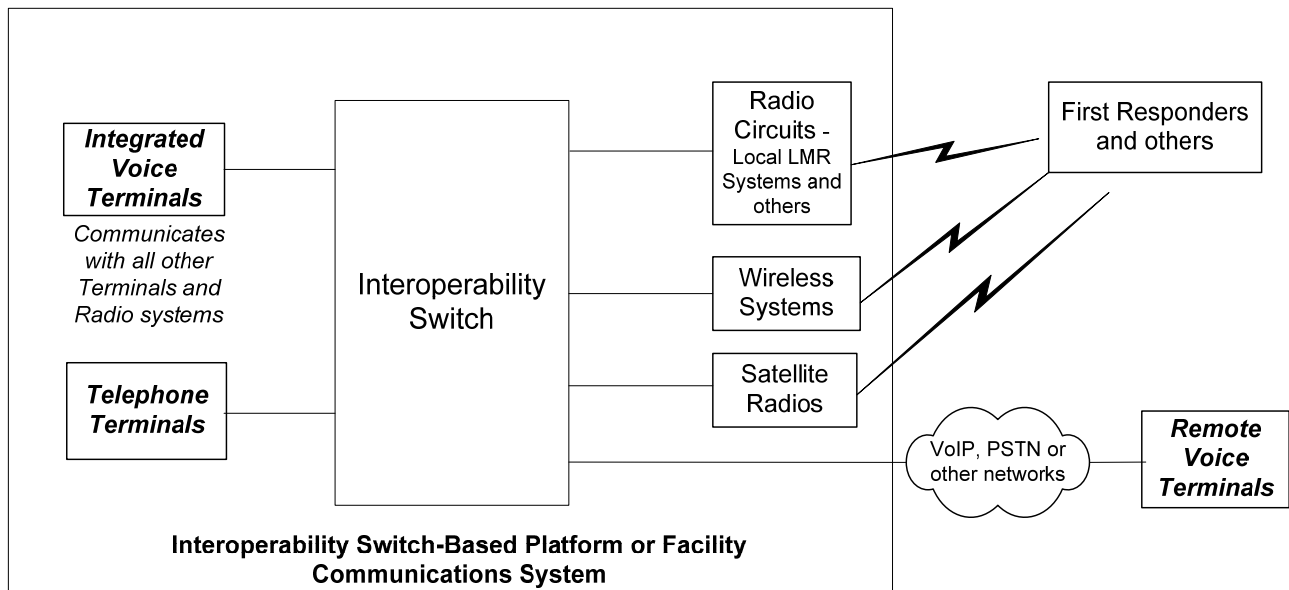 Integrated
Voice
Terminals
Communicates
with all other
Terminals and
Radio systems
Telephone
Terminals
Interoperability
Switch
Radio
Circuits -
Local LMR
Systems and
others
Wireless
Systems
Satellite
Radios
First Responders
and others
VoIP, PSTN or
other networks
Remote
Voice
Terminals
Interoperability Switch-Based Platform or Facility
Communications System